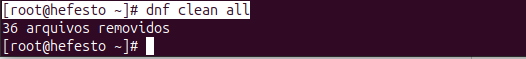 [root@hefesto ~]# dnf clean all
36 arquivos removidos
[root@hefesto ~]#